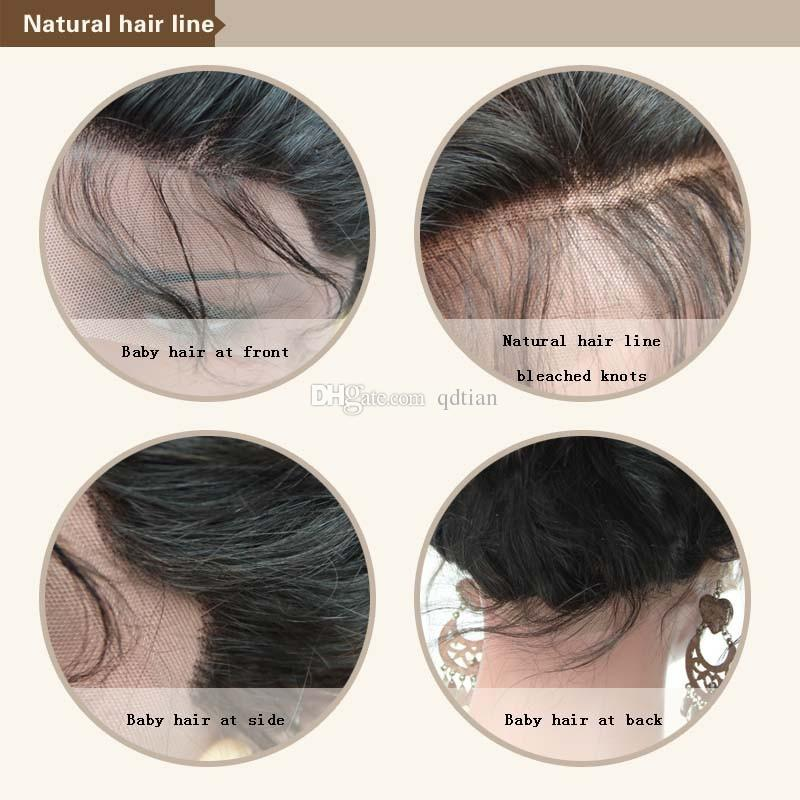 Natural hair line
Baby hair at front
Natural hair line
bleached knots
DHgate.com qdtian
Baby hair at side
Baby hair at back